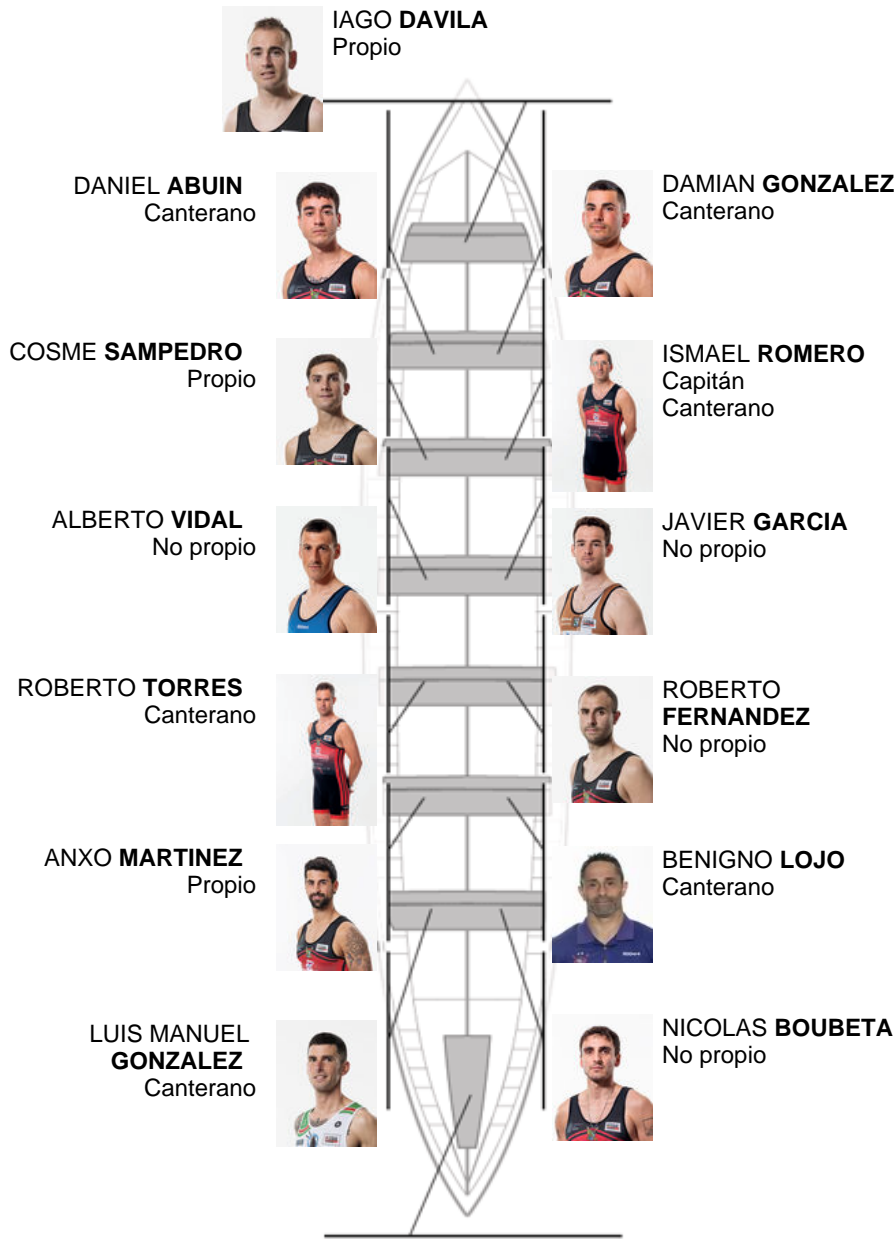 IAGO DAVILA
Propio
DANIEL ABUIN
Canterano
DAMIAN GONZALEZ
Canterano
COSME SAMPEDRO
Propio
ISMAEL ROMERO
Capitán
Canterano
ALBERTO VIDAL
No propio
JAVIER GARCIA
No propio
ROBERTO TORRES
Canterano
ROBERTO
FERNANDEZ
No propio
ANXO MARTINEZ
Propio
BENIGNO LOJO
Canterano
LUIS MANUEL
GONZALEZ
Canterano
NICOLAS BOUBETA
No propio